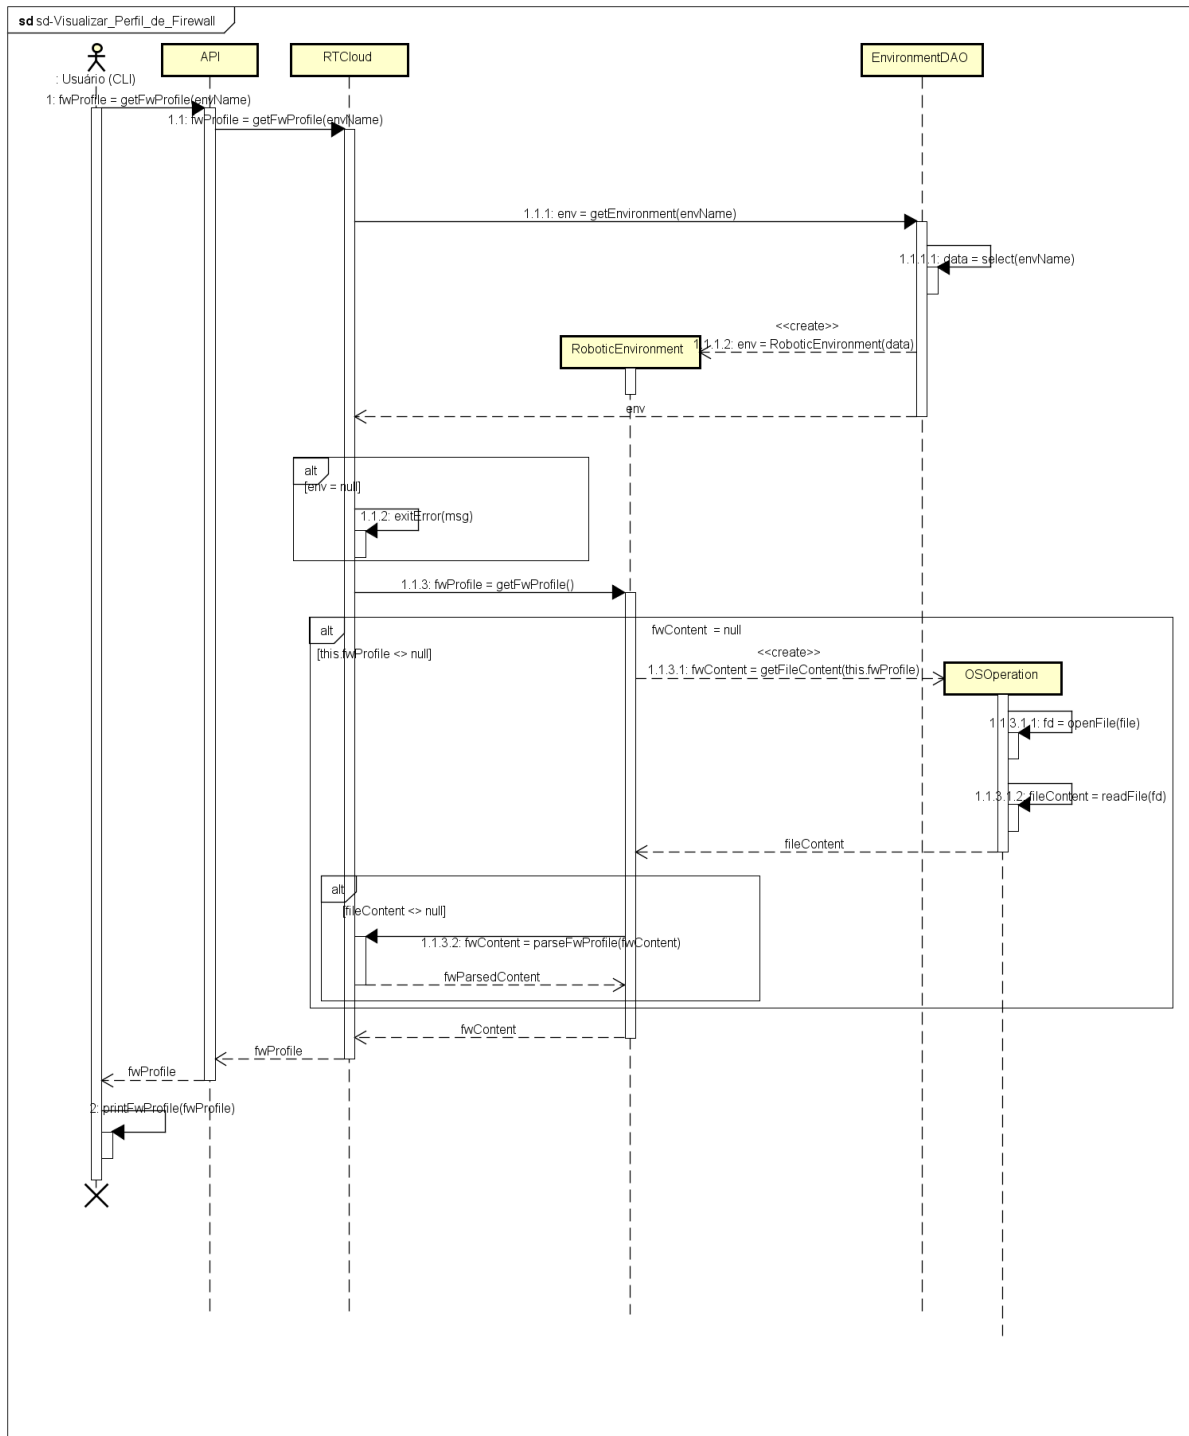 sd sd-Visualizar_Perfil_de_Firewall
API
RTCloud
EnvironmentDAO
: Usuário (CLI)
1: fwProfile = getFwProfile(envName)
1.1: fwProfile = getFwProfile(envName)
1.1.1: env = getEnvironment(envName)
1.1.1.1: data = select(envName)
<<create>>
RoboticEnvironment
1.1.1.2: env = RoboticEnvironment(data)
env
alt
[env = null]
1.1.2: exitError(msg)
1.1.3: fwProfile = getFwProfile()
alt
fwContent = null
[this.fwProfile <> null]
<<create>>
1.1.3.1: fwContent = getFileContent(this.fwProfile)
OSOperation
1.1.3.1.1: fd = openFile(file)
1.1.3.1.2: fileContent = readFile(fd)
fileContent
alt
[fileContent <> null]
1.1.3.2: fwContent = parseFwProfile(fwContent)
fwParsedContent
fwContent
fwProfile
fwProfile
2: printFwProfile(fwProfile)